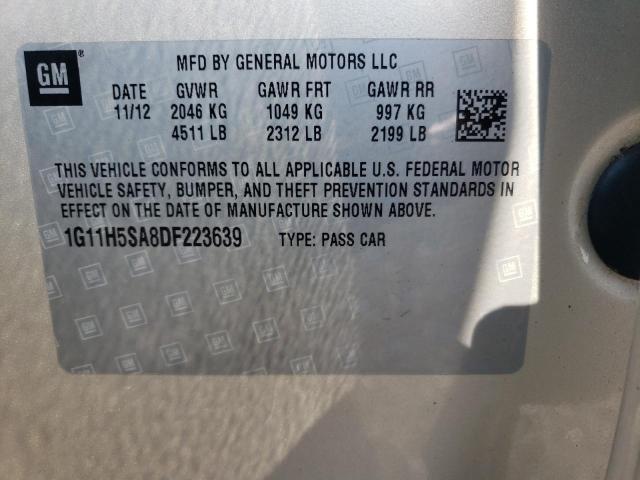 GM ®
MFD BY GENERAL MOTORS LLC
DATE GVWR GAWR FRT GAWR RR
11/12 2046 KG 1049 KG 997 KG
4511 LB 2312 LB 2199 LB
THIS VEHICLE CONFORMS TO ALL APPLICABLE U.S. FEDERAL MOTOR
VEHICLE SAFETY, BUMPER, AND THEFT PREVENTION STANDARDS IN
EFFECT ON THE DATE OF MANUFACTURE SHOWN ABOVE.
1G11H5SA8DF223639 TYPE: PASS CAR